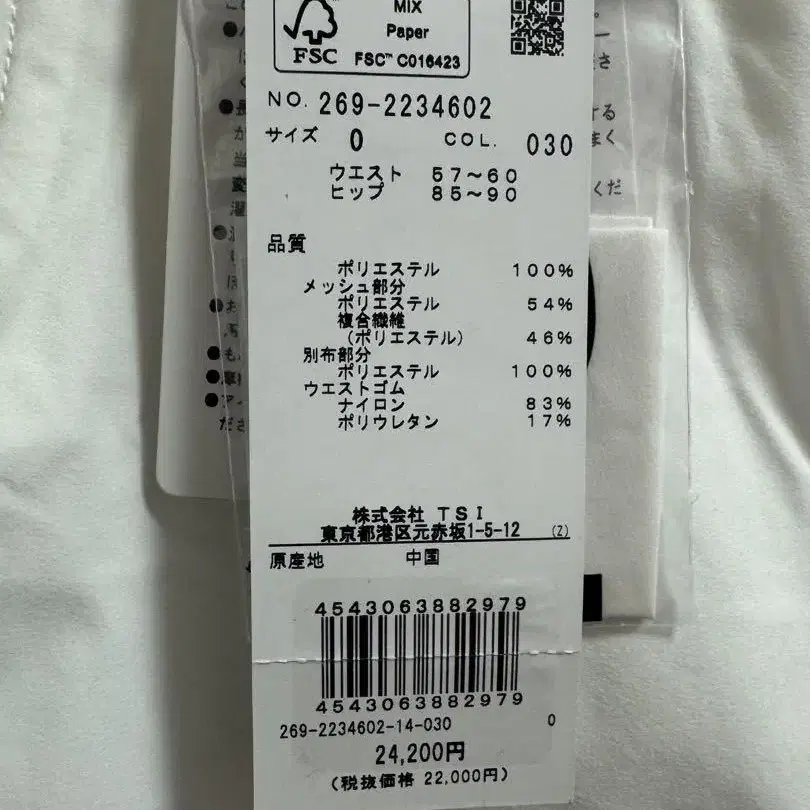 MIX
Paper
FSC
FSC™ C016423
NO. 269-2234602
サイズ 0 COL. 030
ウエスト 57〜60
ヒップ 85〜90
品質
ポリエステル 100%
メッシュ部分
ポリエステル 54%
複合繊維
(ポリエステル) 46%
別布部分
ポリエステル 100%
ウエストゴム
ナイロン 83%
ポリウレタン 17%
株式会社 TSI
東京都港区元赤坂1-5-12 (Z)
原産地 中国
4543063882979
4543063882979
269-2234602-14-030 0
24,200円
(税抜価格 22,000円)